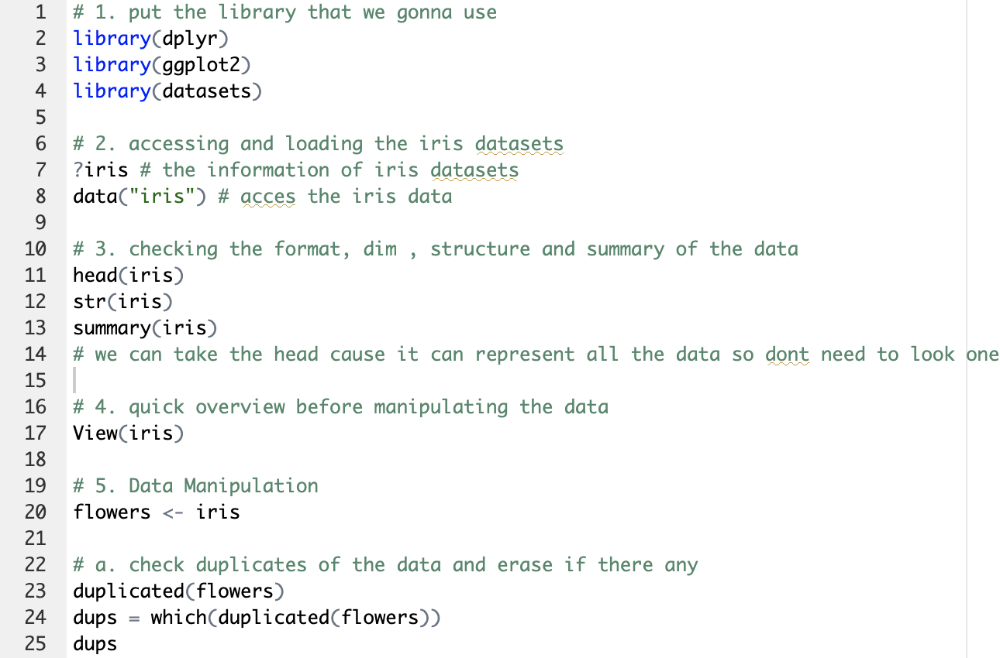 1 # 1. put the library that we gonna use
2 library(dplyr)
3 library(ggplot2)
4 library(datasets)
5
6 # 2. accessing and loading the iris datasets
7 ?iris # the information of iris datasets
8 data("iris") # acces the iris data
9
10 # 3. checking the format, dim , structure and summary of the data
11 head(iris)
12 str(iris)
13 summary(iris)
14 # we can take the head cause it can represent all the data so dont need to look one
15
16 # 4. quick overview before manipulating the data
17 View(iris)
18
19 # 5. Data Manipulation
20 flowers <- iris
21
22 # a. check duplicates of the data and erase if there any
23 duplicated(flowers)
24 dups = which(duplicated(flowers))
25 dups